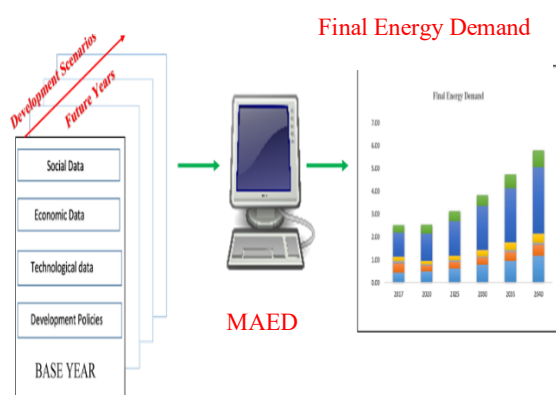 Final Energy Demand
Development Scenarios
Future Years
Social Data
Economic Data
Technological data
Development Policies
BASE YEAR
MAED
Final Energy Demand
7.00
6.00
5.00
4.00
3.00
2.00
1.00
0.00
2017 2020 2025 2030 2035 2040